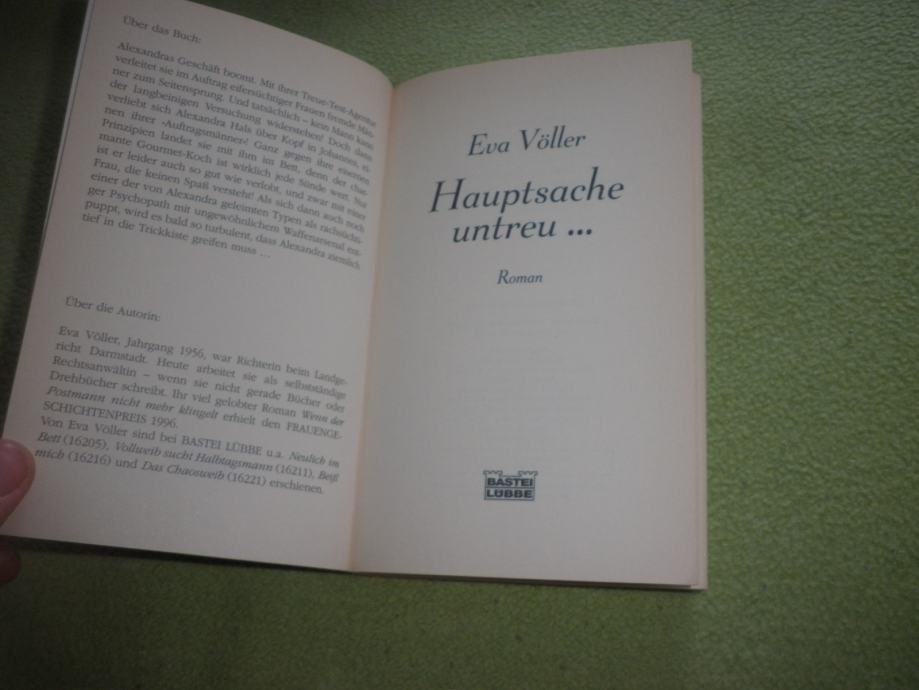 Über das Buch:
Alexandras Geschäft boomt. Mit ihrer Treue-Test-Agentur
verleitet sie im Auftrag eifersüchtiger Frauen fremde Män-
ner zum Seitensprung. Und tatsächlich – kein Mann kann
der langbeinigen Versuchung widerstehen! Doch dann
verliebt sich Alexandra Hals über Kopf in Johannes, ei-
nen ihrer ›Auftragsmänner‹! Ganz gegen ihre eisernen
Prinzipien landet sie mit ihm im Bett, denn der char-
mante Gourmet-Koch ist wirklich jede Sünde wert. Nur
ist er leider auch so gut wie verlobt, und zwar mit einer
Frau, die keinen Spaß versteht! Als sich dann auch noch
einer der von Alexandra geleimten Typen als rachsüchti-
ger Psychopath mit ungewöhnlichem Waffenarsenal ent-
puppt, wird es bald so turbulent, dass Alexandra ziemlich
tief in die Trickkiste greifen muss ...
Über die Autorin:
Eva Völler, Jahrgang 1956, war Richterin beim Landge-
richt Darmstadt. Heute arbeitet sie als selbstständige
Rechtsanwältin – wenn sie nicht gerade Bücher oder
Drehbücher schreibt. Ihr viel gelobter Roman Wenn der
Postmann nicht mehr klingelt erhielt den FRAUENGE-
SCHICHTENPREIS 1996.
Von Eva Völler sind bei BASTEI LÜBBE u.a. Neulich im
Bett (16205), Vollweib sucht Halbtagsmann (16211), Beiß
mich (16216) und Das Chaosweib (16221) erschienen.
Eva Völler
Hauptsache
untreu ...
Roman
BASTEI
LÜBBE